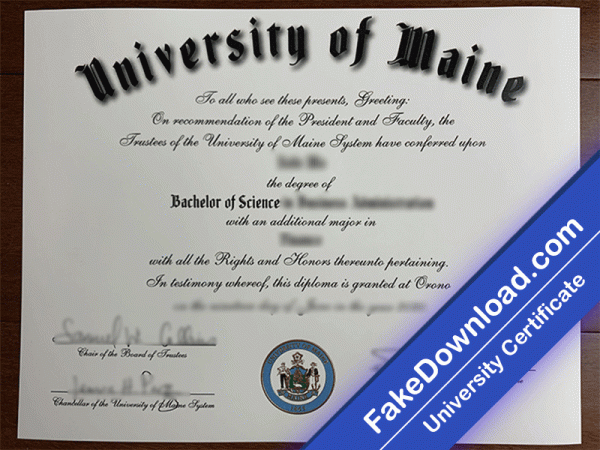 University of Maine
To all who see these presents, Greeting:
On recommendation of the President and Faculty, the
Trustees of the University of Maine System have conferred upon
the degree of
Bachelor of Science
with an additional major in
with all the Rights and Honors thereunto pertaining.
In testimony whereof, this diploma is granted at Orono
Chair of the Board of Trustees
Chancellor of the University of Maine System
FakeDownload.com
University Certificate